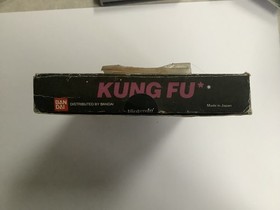 KUNG FU**
BAN
DAI
DISTRIBUTED BY BANDAI
Made in Japan